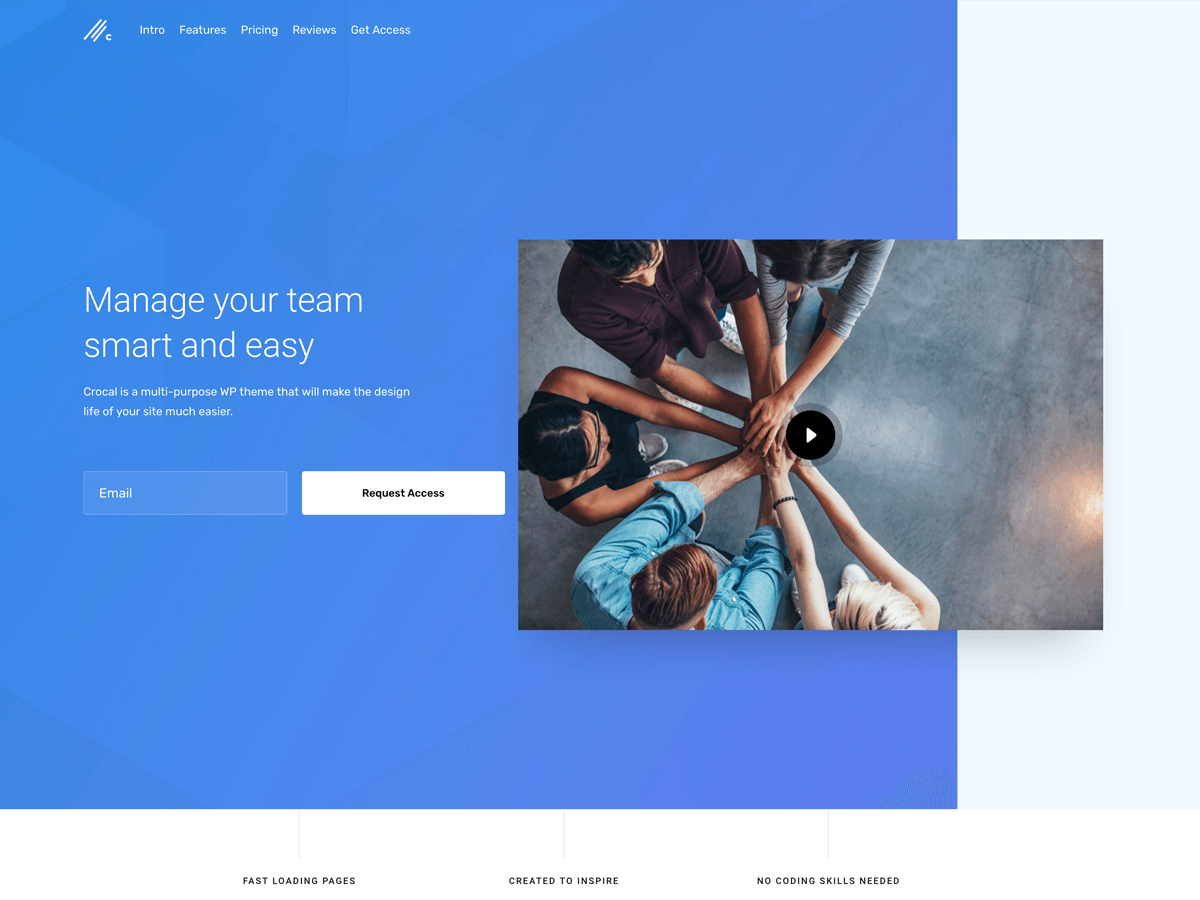 C
Intro Features Pricing Reviews Get Access
Manage your team
smart and easy
Crocal is a multi-purpose WP theme that will make the design
life of your site much easier.
Email
Request Access
FAST LOADING PAGES
CREATED TO INSPIRE
NO CODING SKILLS NEEDED